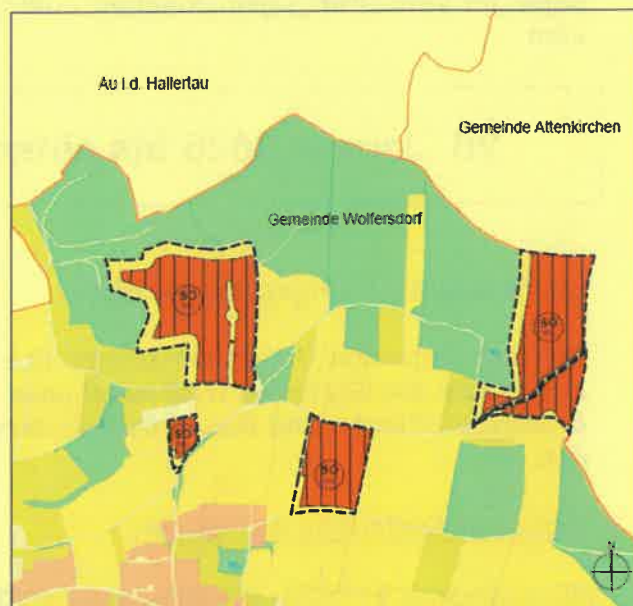 Au i.d. Hallertau
Gemeinde Attenkirchen
Gemeinde Wolfersdorf
SO
SO
SO
SO
N